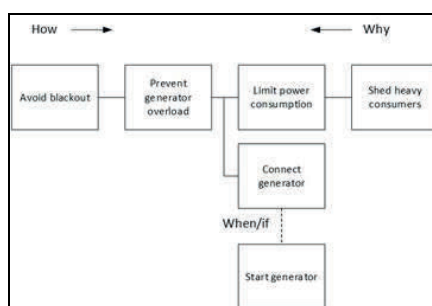 How
Why
Avoid blackout
Prevent
generator
overload
Limit power
consumption
Shed heavy
consumers
Connect
generator
When/if
Start generator